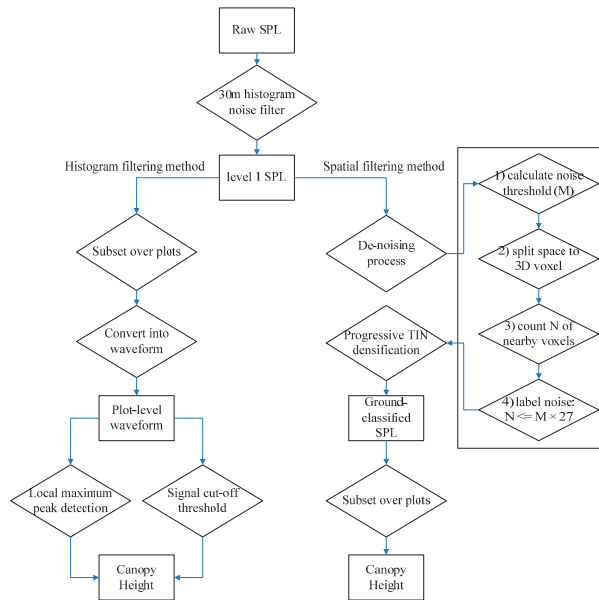 Raw SPL
30m histogram
noise filter
Histogram filtering method
level 1 SPL
Spatial filtering method
Subset over plots
Convert into
waveform
Plot-level
waveform
Local maximum
peak detection
Signal cut-off
threshold
Canopy
Height
De-noising
process
1) calculate noise
threshold (M)
2) split space to
3D voxel
3) count N of
nearby voxels
4) label noise:
N <= M × 27
Progressive TIN
densification
Ground-
classified
SPL
Subset over plots
Canopy
Height